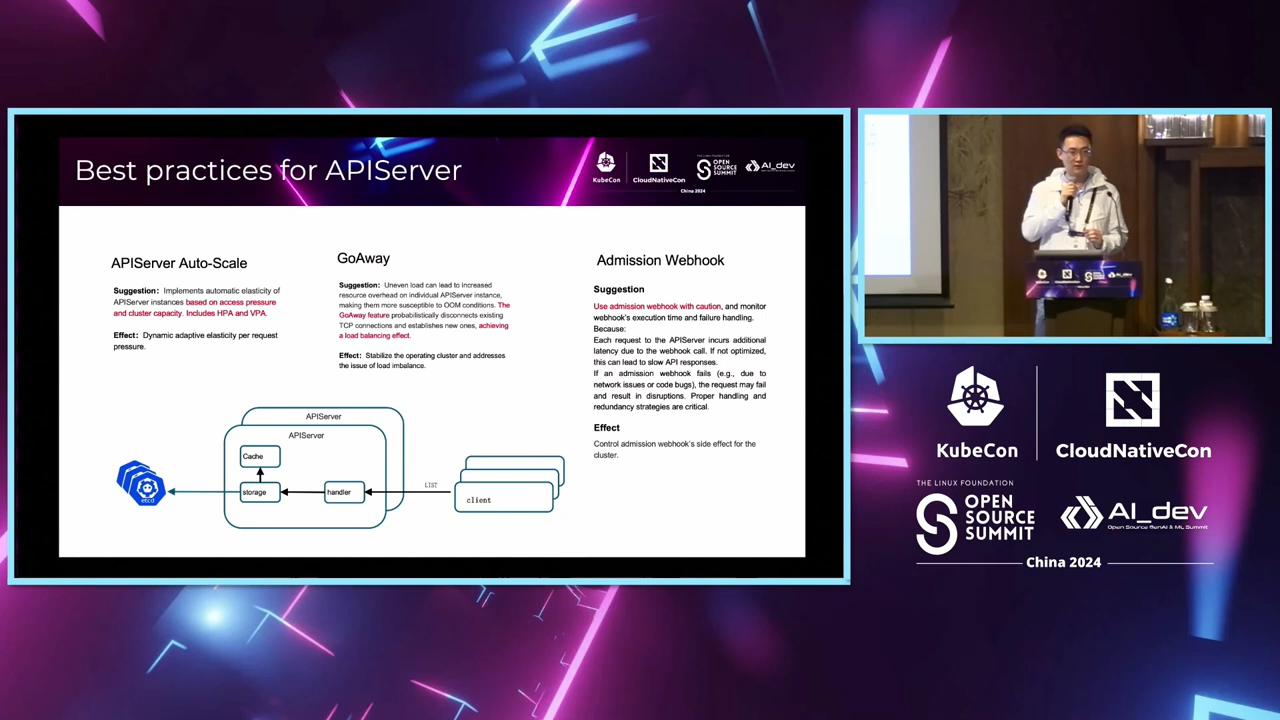 Best practices for APIServer
KubeCon
CloudNativeCon
THE LINUX FOUNDATION
OPEN
SOURCE
SUMMIT
AI_dev
China 2024
APIServer Auto-Scale
Suggestion: Implements automatic elasticity of
APIServer instances based on access pressure
and cluster capacity. Includes HPA and VPA.
Effect: Dynamic adaptive elasticity per request
pressure.
GoAway
Suggestion: Uneven load can lead to increased
resource overhead on individual APIServer instance,
making them more susceptible to OOM conditions. The
GoAway feature probabilistically disconnects existing
TCP connections and establishes new ones, achieving
a load balancing effect.
Effect: Stabilize the operating cluster and addresses
the issue of load imbalance.
Admission Webhook
Suggestion
Use admission webhook with caution, and monitor
webhook's execution time and failure handling.
Because:
Each request to the APIServer incurs additional
latency due to the webhook call. If not optimized,
this can lead to slow API responses.
If an admission webhook fails (e.g., due to
network issues or code bugs), the request may fail
and result in disruptions. Proper handling and
redundancy strategies are critical.
Effect
Control admission webhook's side effect for the
cluster.
APIServer
APIServer
Cache
storage
handler
LIST
client
etcd
KubeCon
CloudNativeCon
THE LINUX FOUNDATION
OPEN
SOURCE
SUMMIT
AI_dev
Open Source GenAI & ML Summit
China 2024